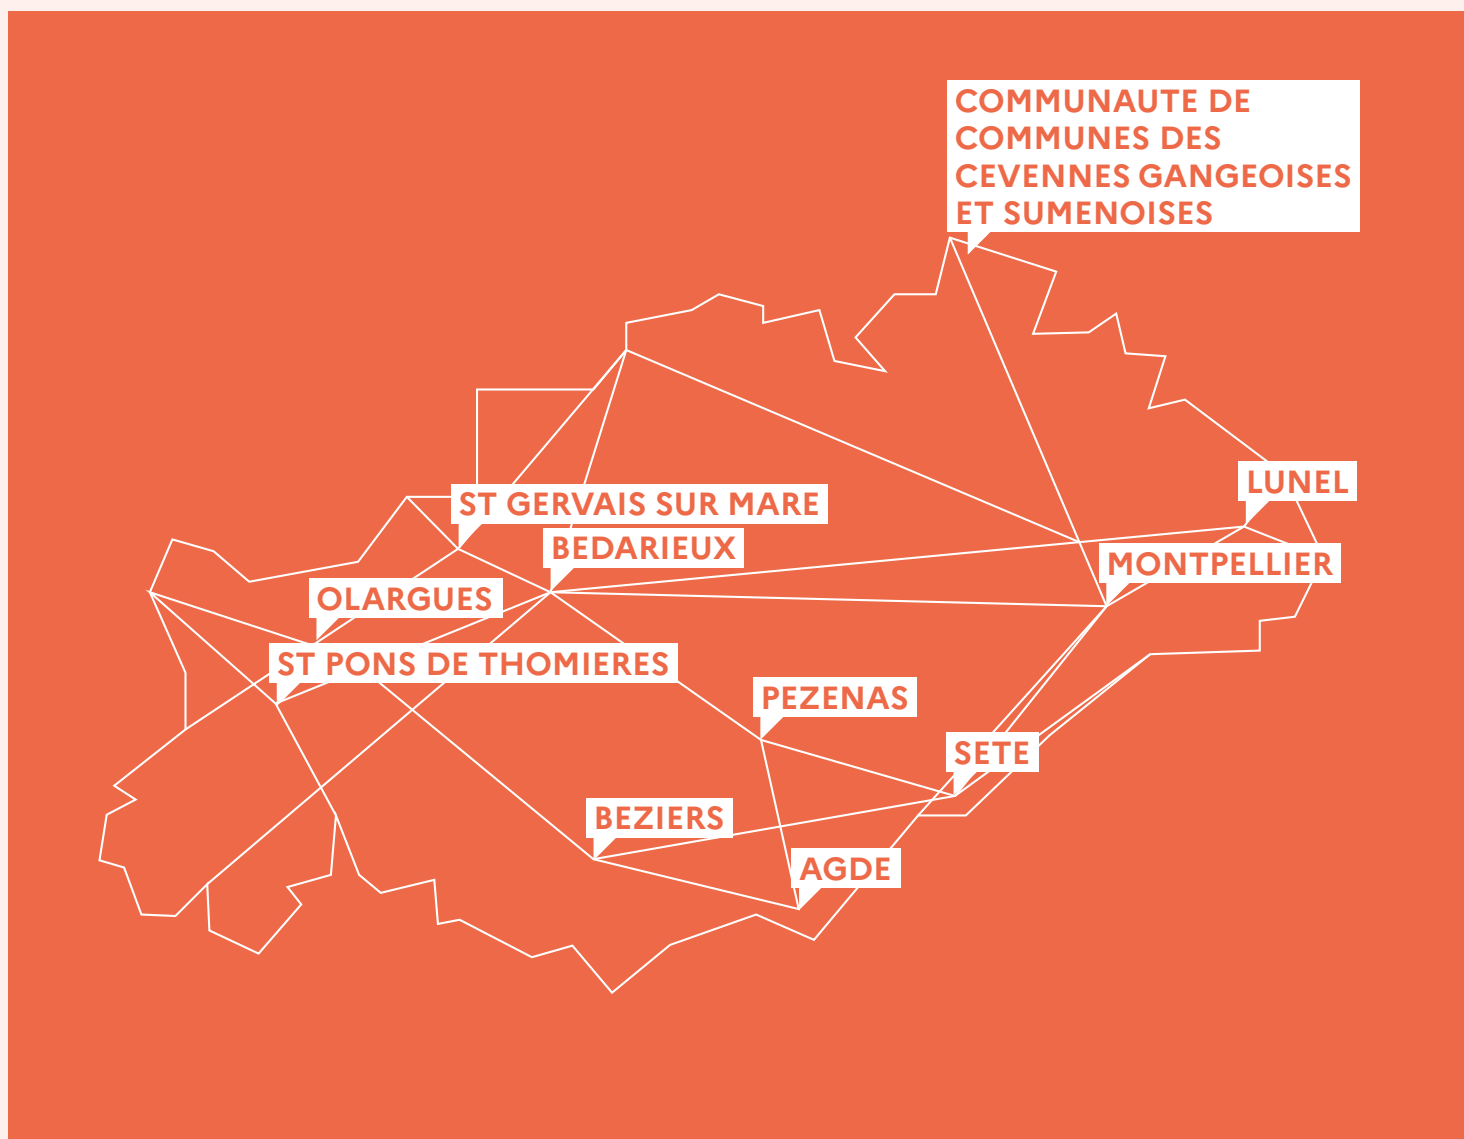 COMMUNAUTE DE
COMMUNES DES
CEVENNES GANGEOISES
ET SUMENOISES
LUNEL
ST GERVAIS SUR MARE
BEDARIEUX
MONTPELLIER
OLARGUES
ST PONS DE THOMIERES
PEZENAS
SETE
BEZIERS
AGDE